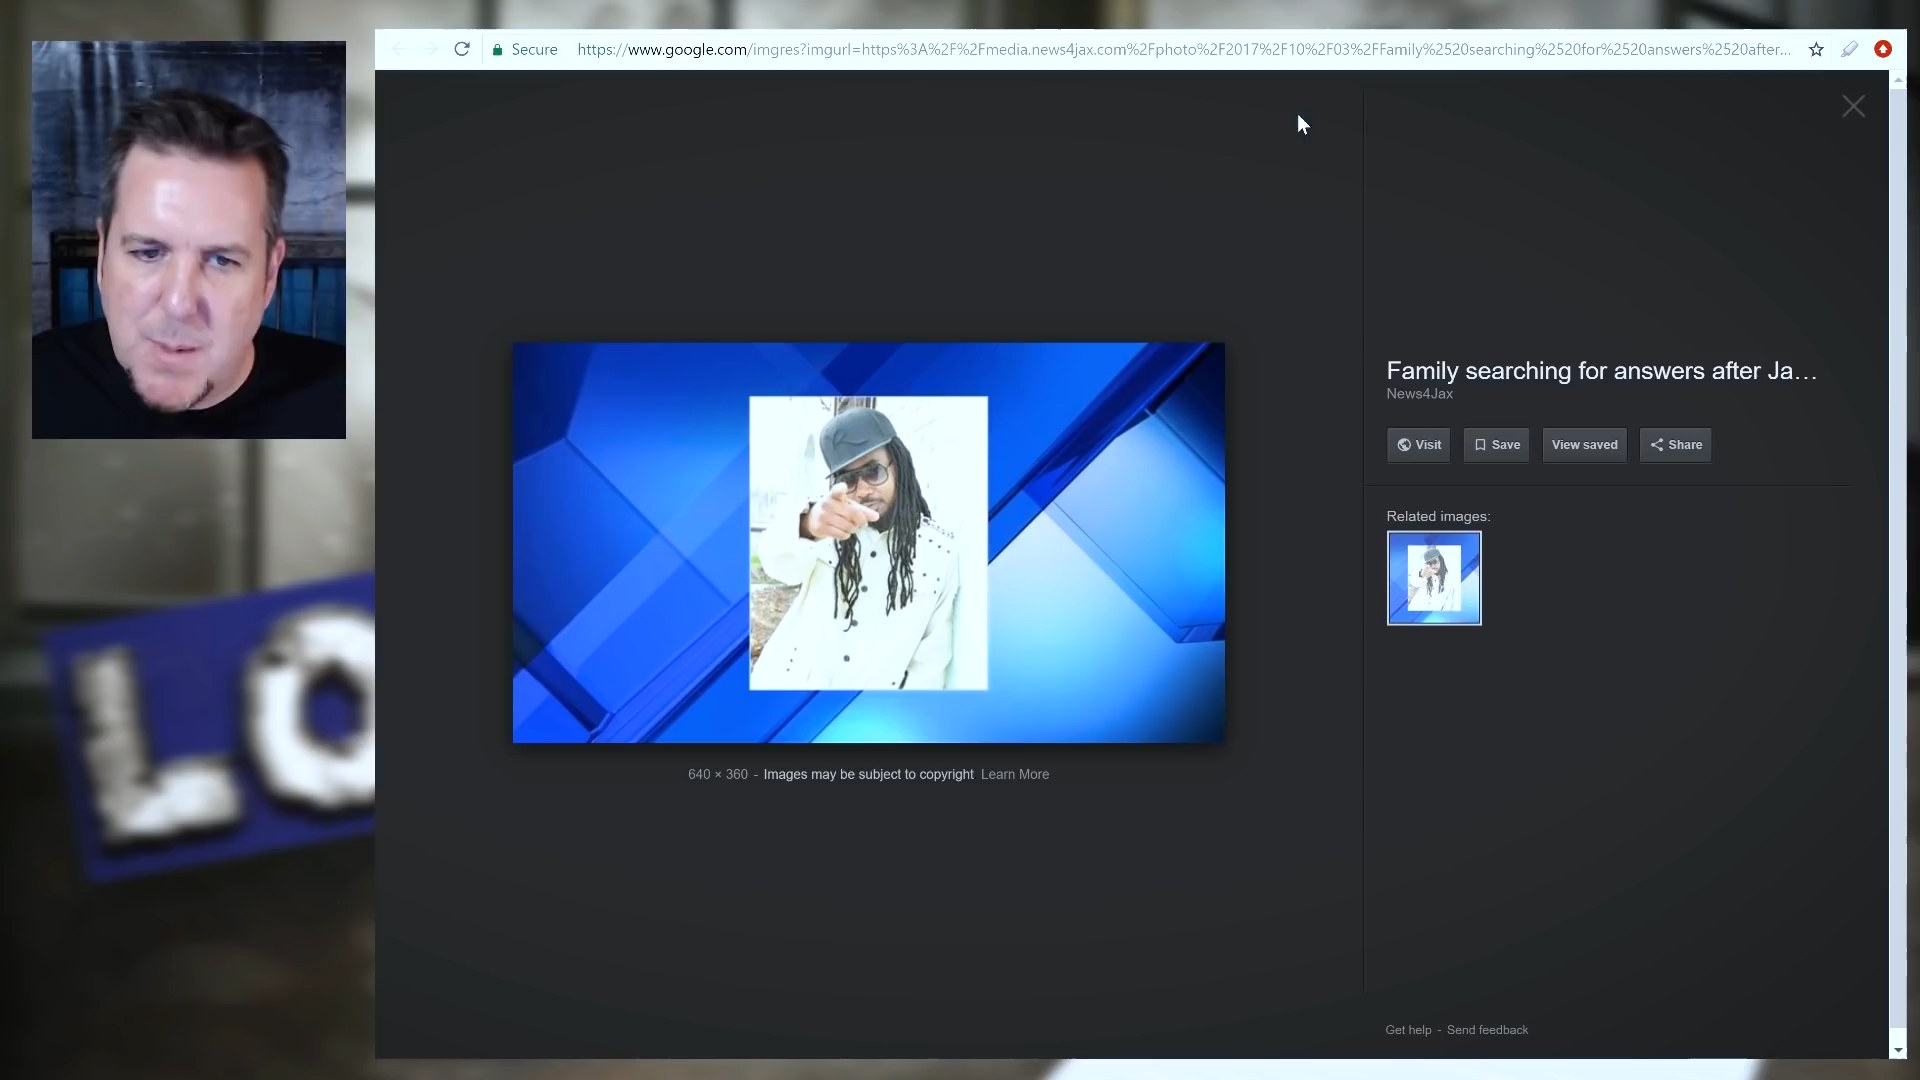 Secure https://www.google.com/imgres?imgurl=https%3A%2F%2Fmedia.news4jax.com%2Fphoto%2F2017%2F10%2F03%2FFamily%2520searching%2520for%2520answers%2520after...
Family searching for answers after Ja...
News4Jax
Visit Save View saved Share
Related images:
640 × 360 - Images may be subject to copyright Learn More
LO
Get help - Send feedback